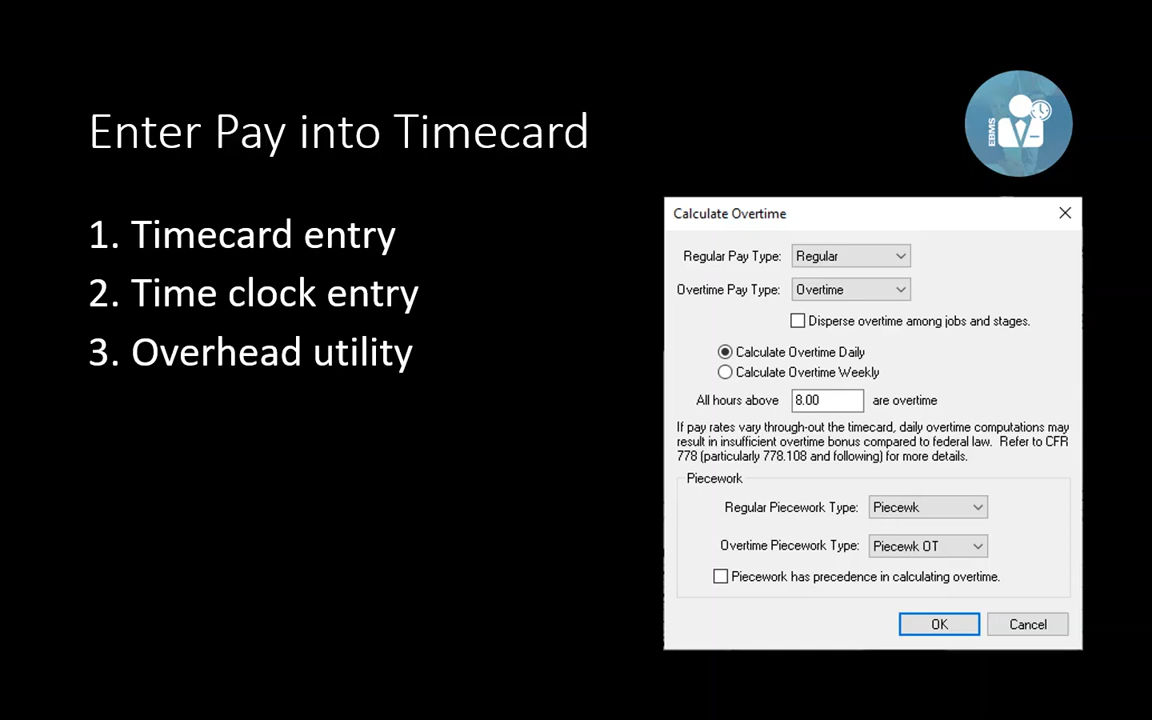 Enter Pay into Timecard
EBMS
1. Timecard entry
2. Time clock entry
3. Overhead utility
Calculate Overtime
Regular Pay Type: Regular
Overtime Pay Type: Overtime
Disperse overtime among jobs and stages.
Calculate Overtime Daily
Calculate Overtime Weekly
All hours above 8.00 are overtime
If pay rates vary through-out the timecard, daily overtime computations may
result in insufficient overtime bonus compared to federal law. Refer to CFR
778 (particularly 778.108 and following) for more details.
Piecework
Regular Piecework Type: Piecewk
Overtime Piecework Type: Piecewk OT
Piecework has precedence in calculating overtime.
OK Cancel